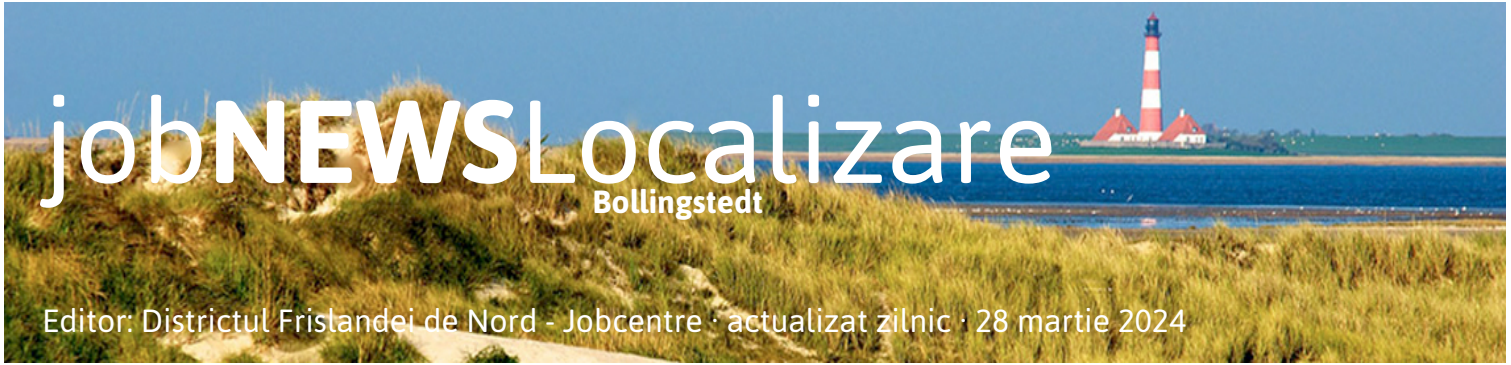 jobNEWSLocalizare
Bollingstedt
Editor: Districtul Frislandei de Nord - Jobcentre · actualizat zilnic · 28 martie 2024